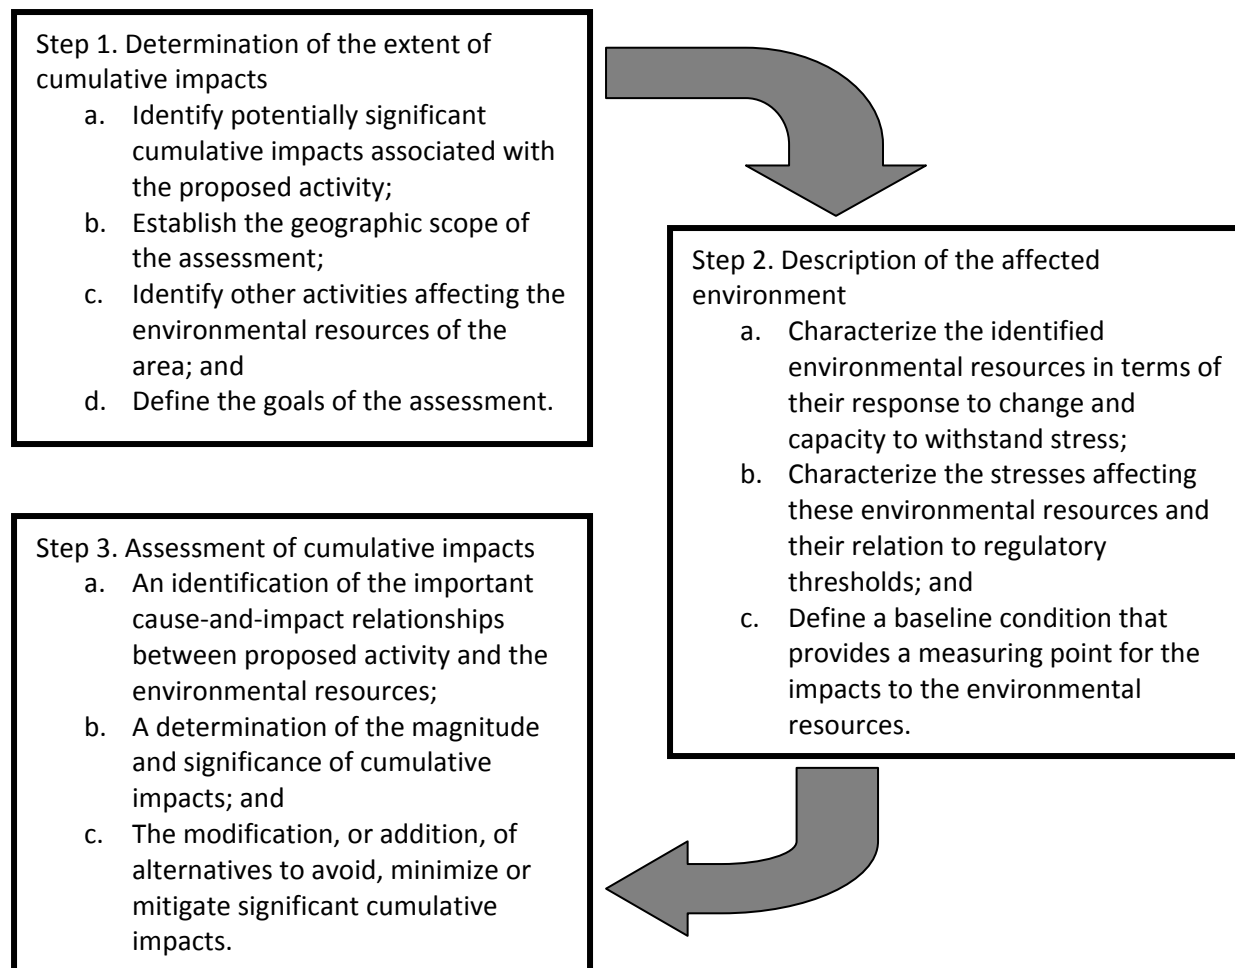 Step 1. Determination of the extent of
cumulative impacts
a. Identify potentially significant
cumulative impacts associated with
the proposed activity;
b. Establish the geographic scope of
the assessment;
c. Identify other activities affecting the
environmental resources of the
area; and
d. Define the goals of the assessment.
Step 2. Description of the affected
environment
a. Characterize the identified
environmental resources in terms of
their response to change and
capacity to withstand stress;
b. Characterize the stresses affecting
these environmental resources and
their relation to regulatory
thresholds; and
c. Define a baseline condition that
provides a measuring point for the
impacts to the environmental
resources.
Step 3. Assessment of cumulative impacts
a. An identification of the important
cause-and-impact relationships
between proposed activity and the
environmental resources;
b. A determination of the magnitude
and significance of cumulative
impacts; and
c. The modification, or addition, of
alternatives to avoid, minimize or
mitigate significant cumulative
impacts.